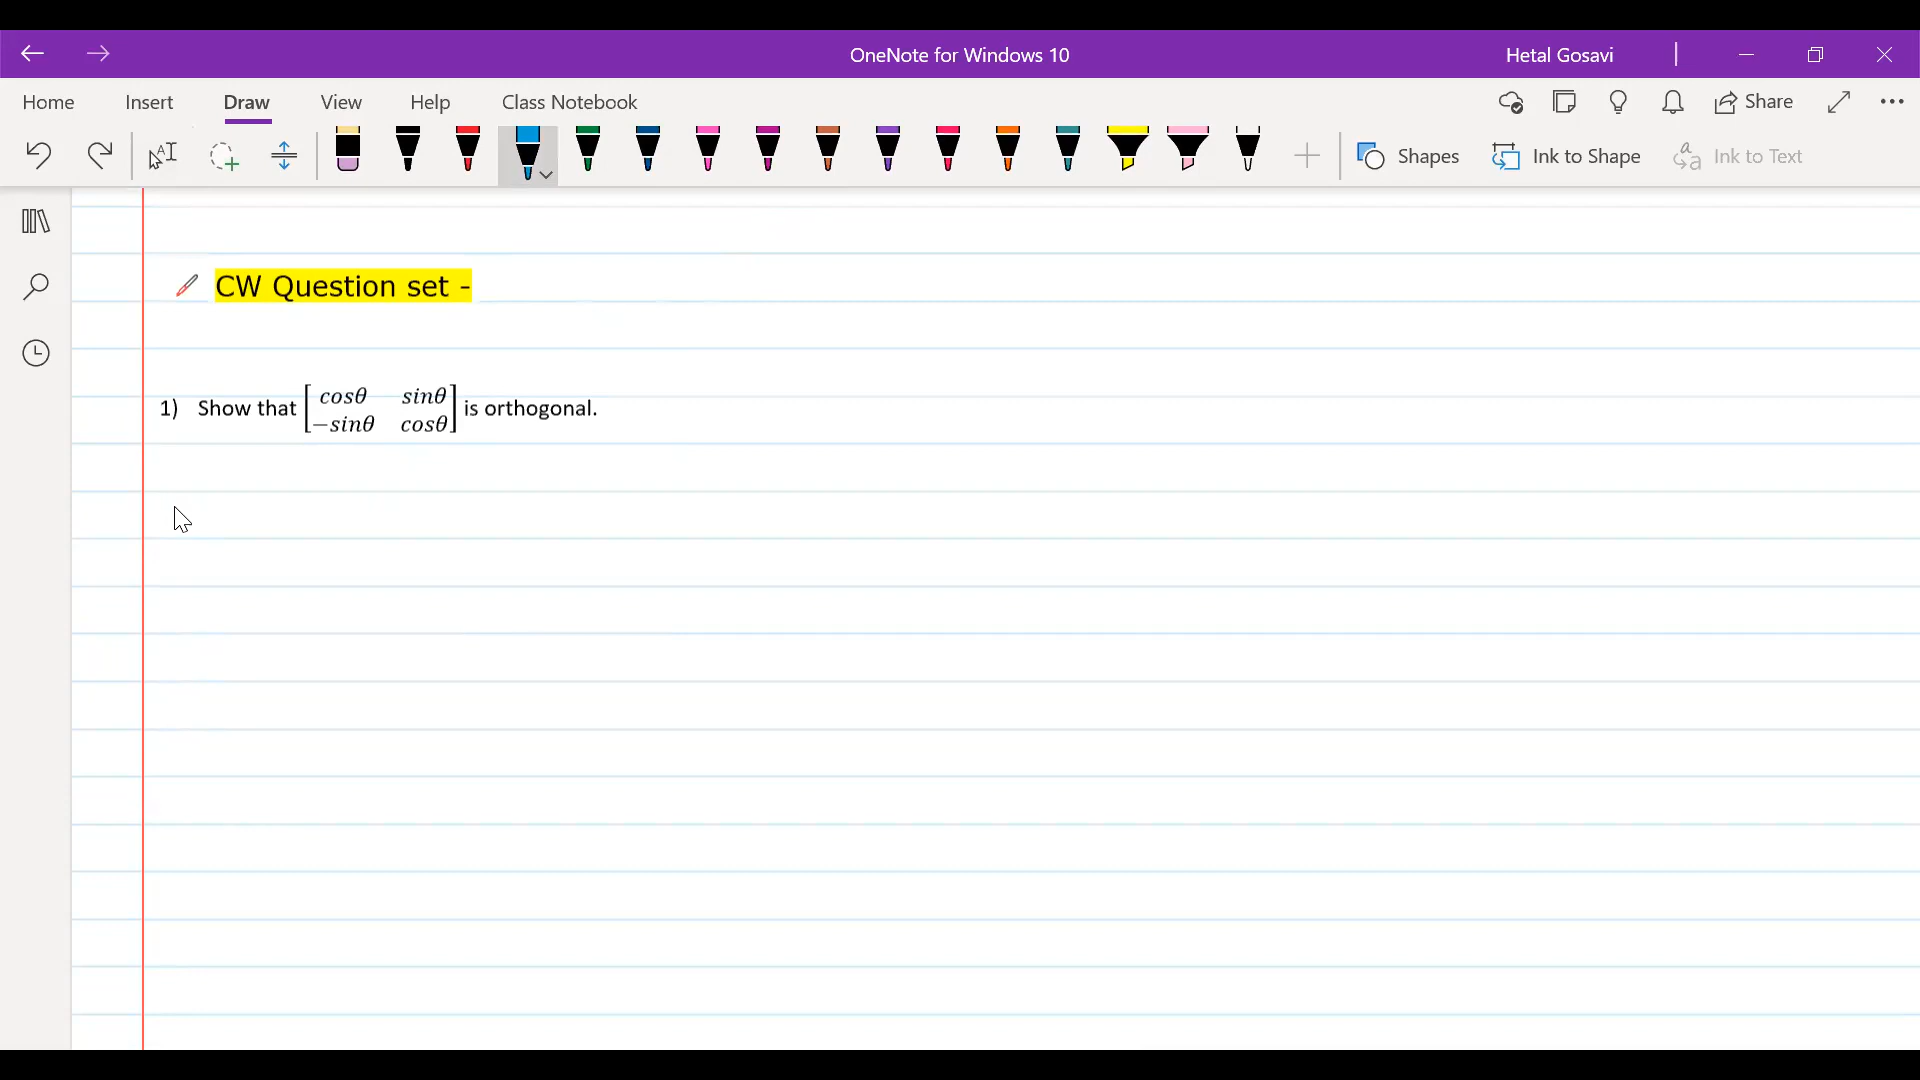 OneNote for Windows 10
Hetal Gosavi
Home Insert Draw View Help Class Notebook
Share
Shapes Ink to Shape Ink to Text
CW Question set -
1) Show that [cosθ sinθ
-sinθ cosθ] is orthogonal.